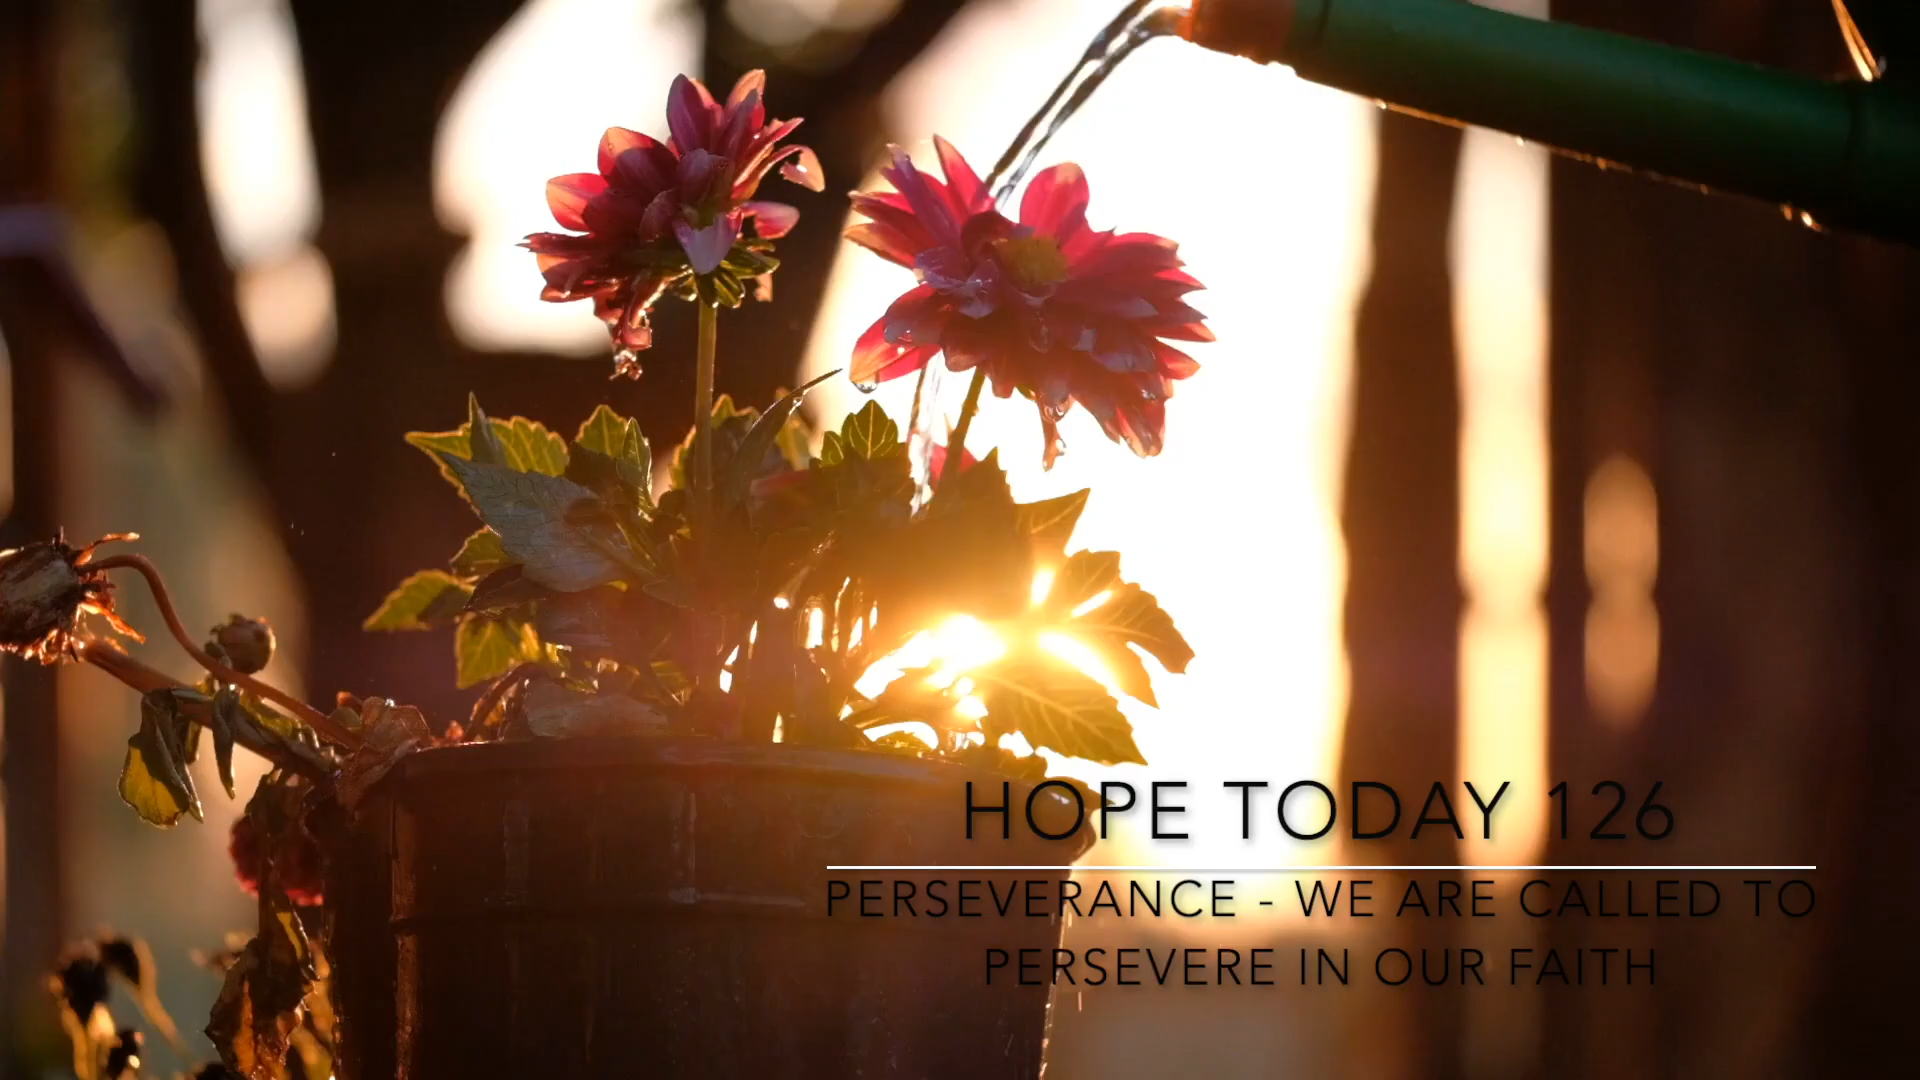 HOPE TODAY 126
PERSEVERANCE - WE ARE CALLED TO
PERSEVERE IN OUR FAITH